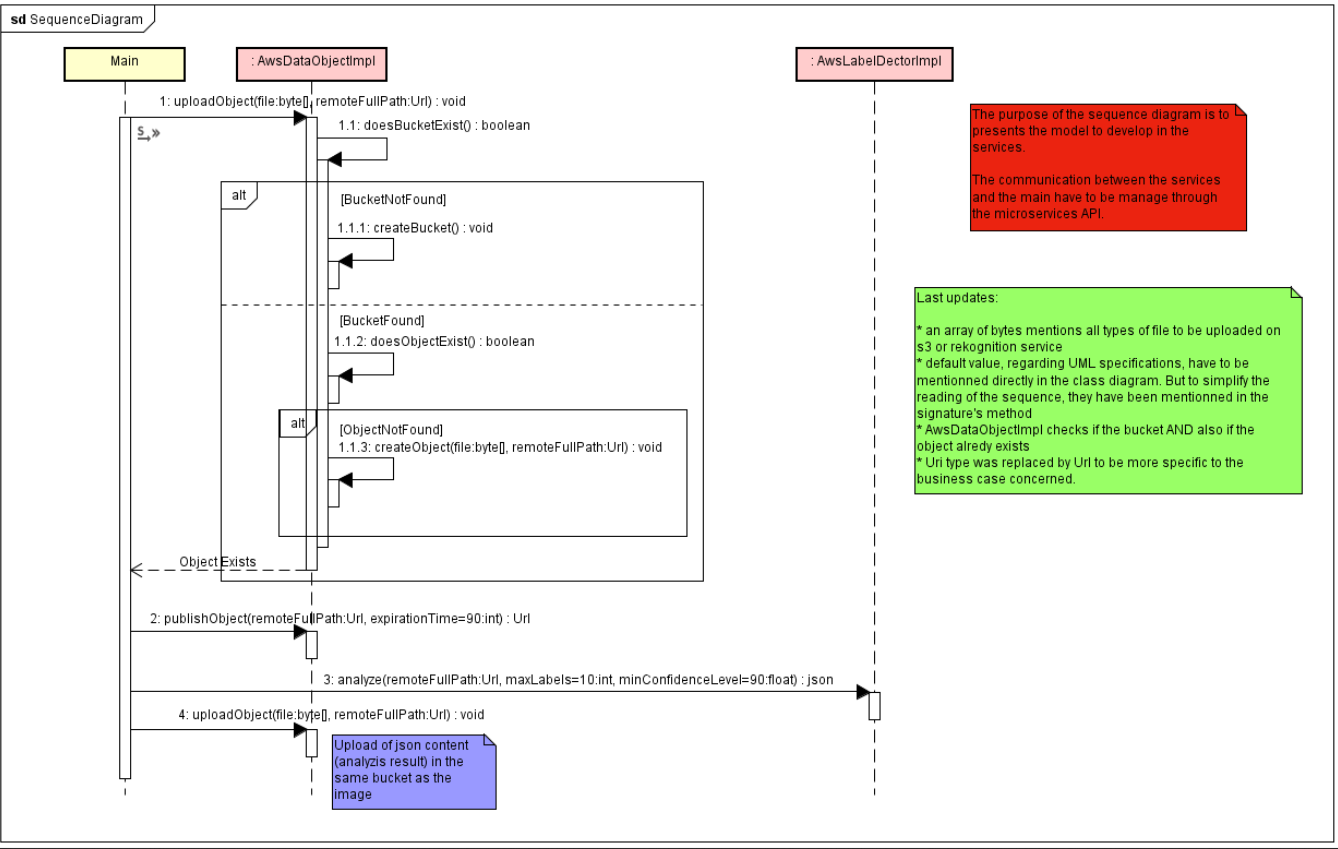 sd SequenceDiagram
Main
: AwsDataObjectImpl
: AwsLabelDectorImpl
1: uploadObject(file:byte[], remoteFullPath:Url) : void
S
1.1: doesBucketExist() : boolean
alt
[BucketNotFound]
1.1.1: createBucket() : void
[BucketFound]
1.1.2: doesObjectExist() : boolean
alt
[ObjectNotFound]
1.1.3: createObject(file:byte[], remoteFullPath:Url) : void
Object Exists
2: publishObject(remoteFullPath:Url, expirationTime=90:int) : Url
3: analyze(remoteFullPath:Url, maxLabels=10:int, minConfidenceLevel=90:float) : json
4: uploadObject(file:byte[], remoteFullPath:Url) : void
Upload of json content
(analyzis result) in the
same bucket as the
image
The purpose of the sequence diagram is to
presents the model to develop in the
services.
The communication between the services
and the main have to be manage through
the microservices API.
Last updates:
* an array of bytes mentions all types of file to be uploaded on
s3 or rekognition service
* default value, regarding UML specifications, have to be
mentionned directly in the class diagram. But to simplify the
reading of the sequence, they have been mentionned in the
signature's method
* AwsDataObjectImpl checks if the bucket AND also if the
object alredy exists
* Uri type was replaced by Url to be more specific to the
business case concerned.